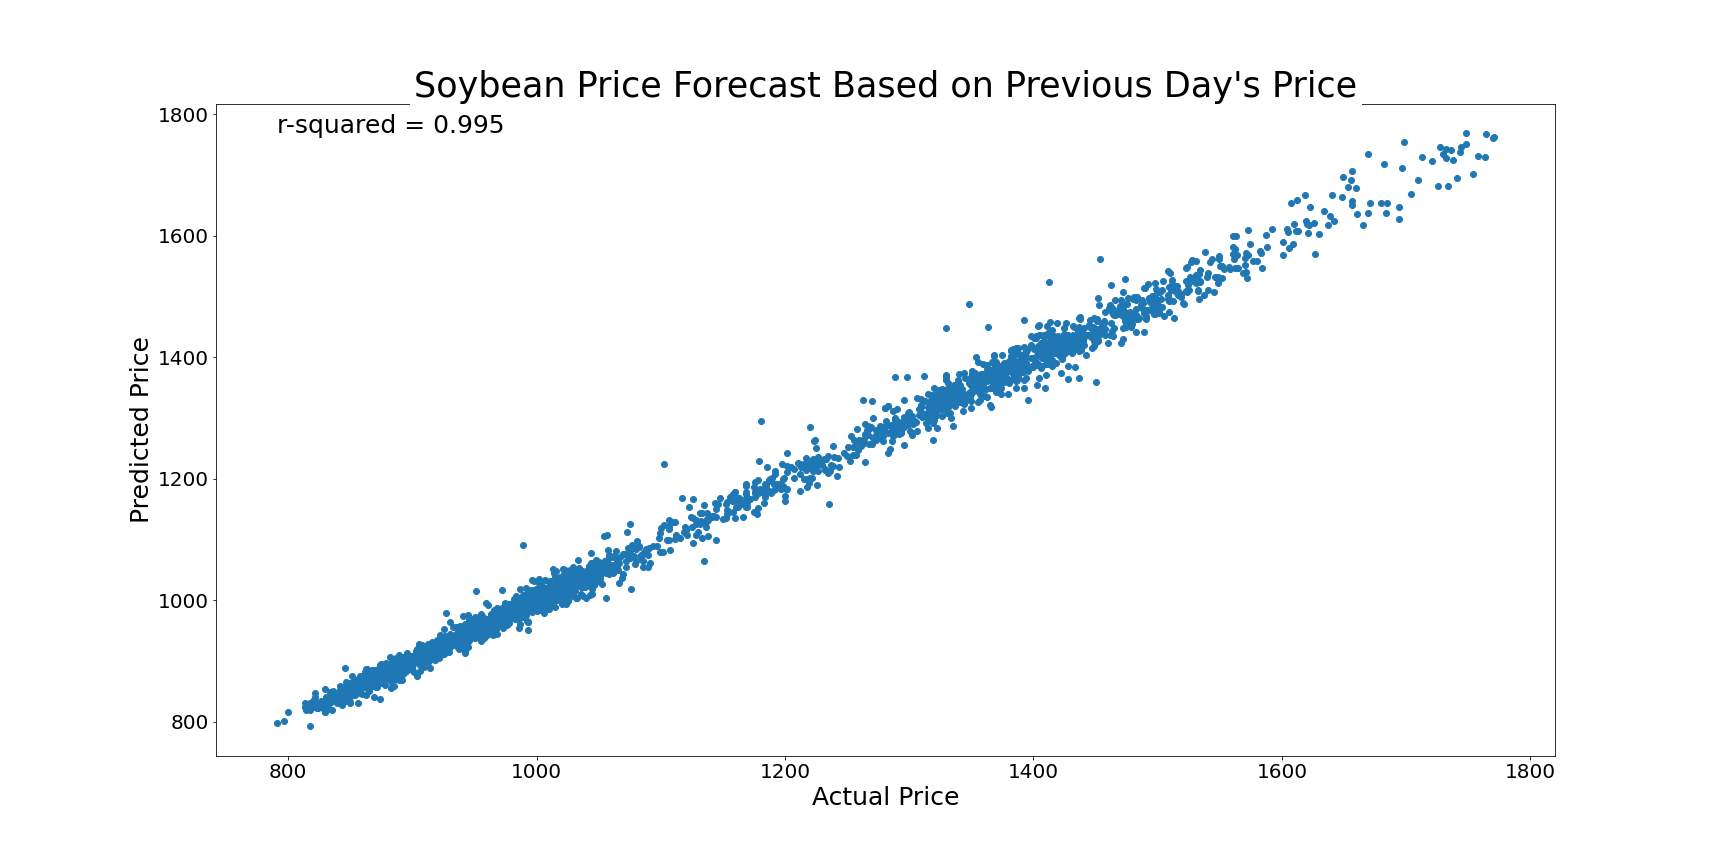 Soybean Price Forecast Based on Previous Day's Price
r-squared = 0.995
1800
1600
1400
1200
1000
800
Predicted Price
800 1000 1200 1400 1600 1800
Actual Price